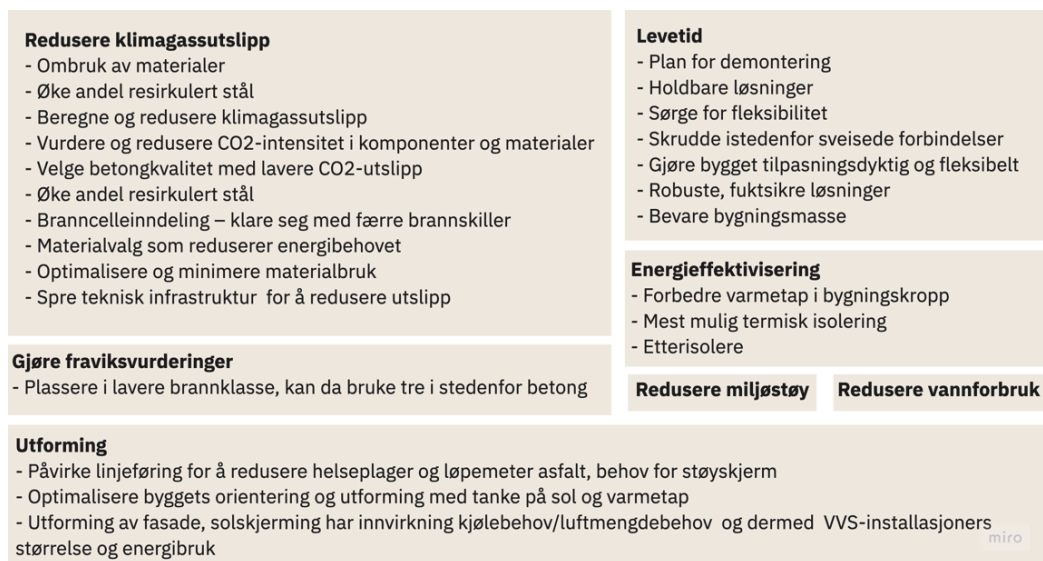 Redusere klimagassutslipp
- Ombruk av materialer
- Øke andel resirkulert stål
- Beregne og redusere klimagassutslipp
- Vurdere og redusere CO2-intensitet i komponenter og materialer
- Velge betongkvalitet med lavere CO2-utslipp
- Øke andel resirkulert stål
- Branncelleinndeling – klare seg med færre brannskiller
- Materialvalg som reduserer energibehovet
- Optimalisere og minimere materialbruk
- Spre teknisk infrastruktur  for å redusere utslipp
Gjøre fraviksvurderinger
- Plassere i lavere brannklasse, kan da bruke tre i stedenfor betong
Levetid
- Plan for demontering
- Holdbare løsninger
- Sørge for fleksibilitet
- Skrudde istedenfor sveisede forbindelser
- Gjøre bygget tilpasningsdyktig og fleksibelt
- Robuste, fuktsikre løsninger
- Bevare bygningsmasse
Energieffektivisering
- Forbedre varmetap i bygningskropp
- Mest mulig termisk isolering
- Etterisolere
Redusere miljøstøy
Redusere vannforbruk
Utforming
- Påvirke linjeføring for å redusere helseplager og løpemeter asfalt, behov for støyskjerm
- Optimalisere byggets orientering og utforming med tanke på sol og varmetap
- Utforming av fasade, solskjerming har innvirkning kjølebehov/luftmengdebehov  og dermed  VVS-installasjoners
størrelse og energibruk
miro